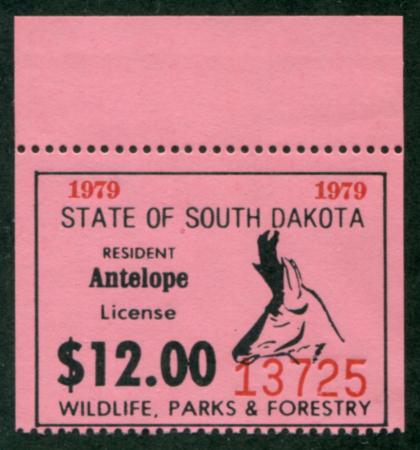 1979 1979
STATE OF SOUTH DAKOTA
RESIDENT
Antelope
License
$12.00
13725
WILDLIFE, PARKS & FORESTRY